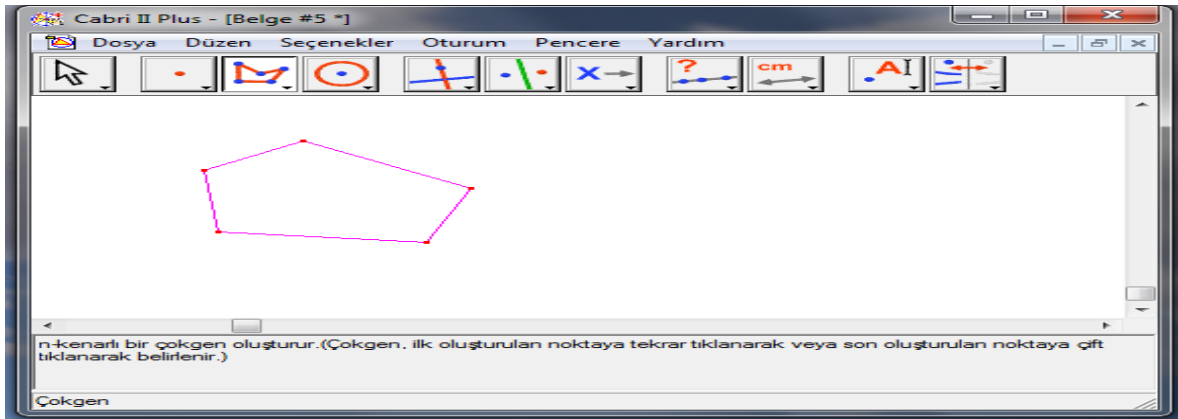 Cabri II Plus - [Belge #5 *]
Dosya Düzen Seçenekler Oturum Pencere Yardım
? cm A
n-kenarlı bir çokgen oluşturur.(Çokgen, ilk oluşturulan noktaya tekrar tıklanarak veya son oluşturulan noktaya çift
tıklanarak belirlenir.)
Çokgen